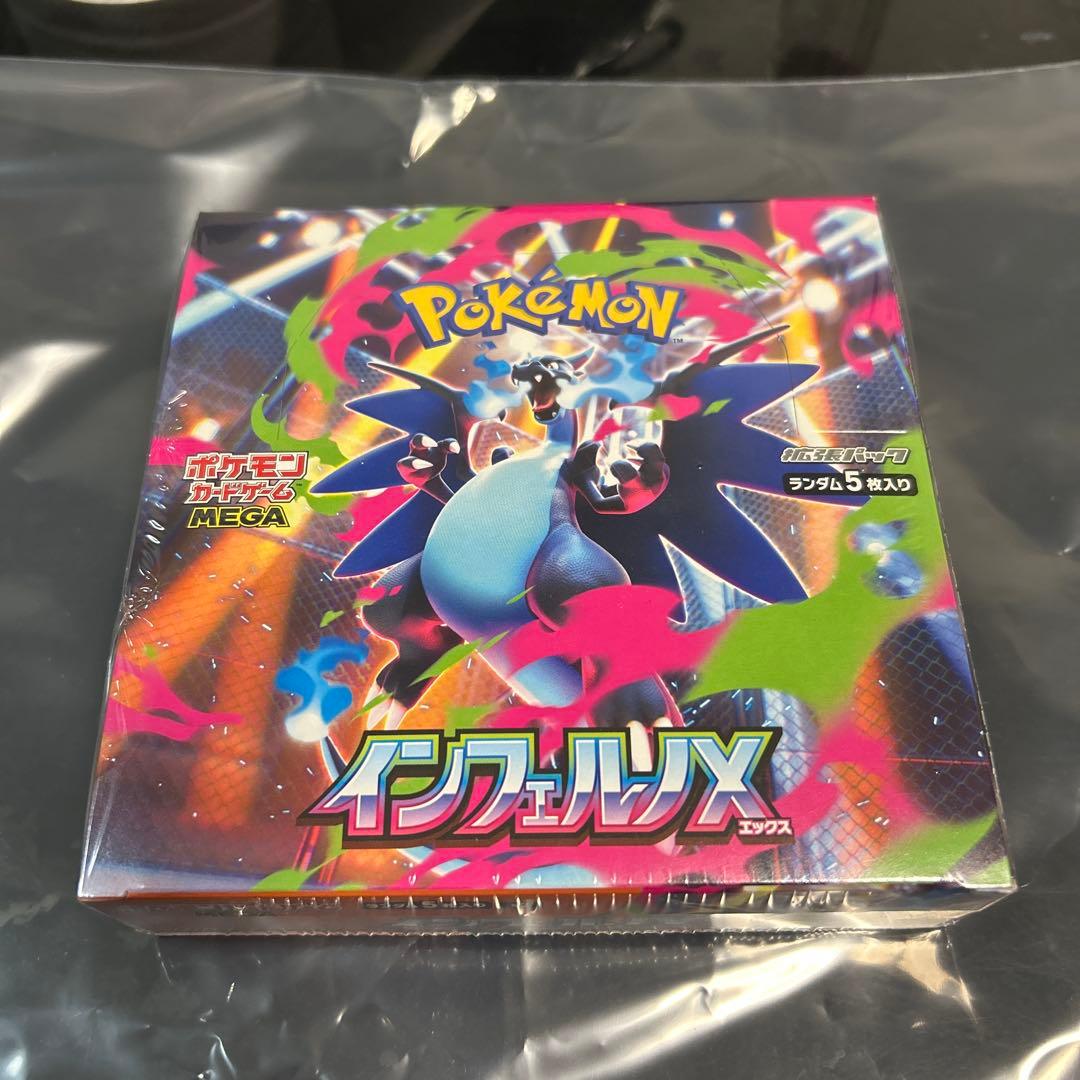 POKéMON
TM
ポケモン
カードゲーム
MEGA
拡張パック
ランダム5枚入り
インフェルノX
エックス